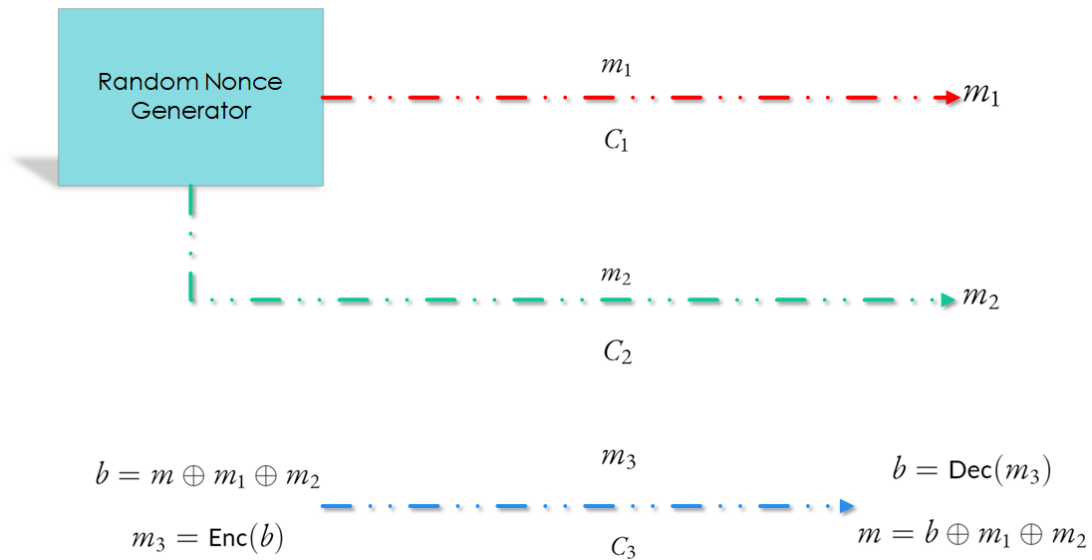 Random Nonce
Generator
m₁
m₁
C₁
m₂
m₂
C₂
b = m ⊕ m₁ ⊕ m₂
m₃ = Enc(b)
m₃
C₃
b = Dec(m₃)
m = b ⊕ m₁ ⊕ m₂